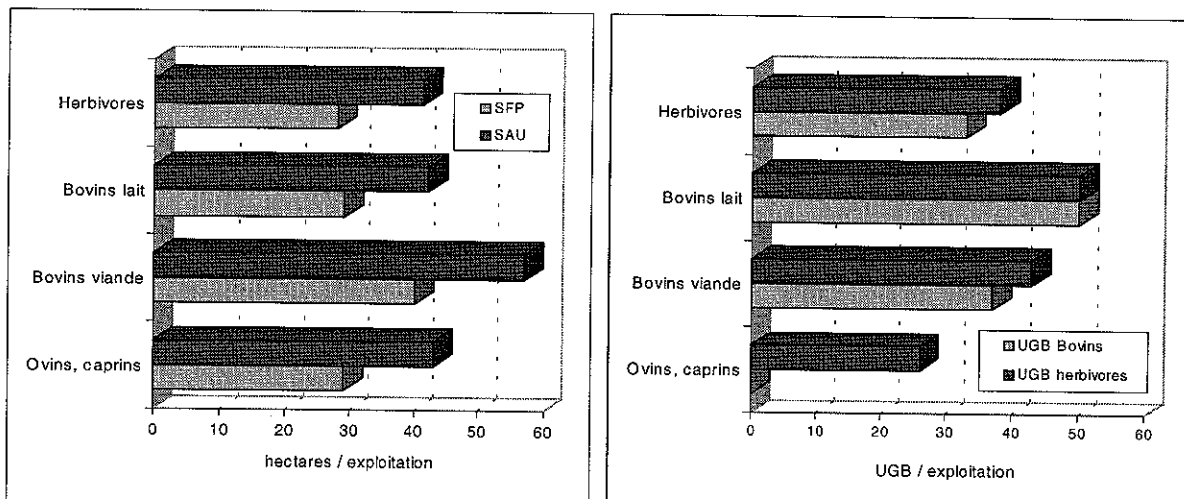 Herbivores
Bovins lait
Bovins viande
Ovins, caprins
SFP
SAU
0 10 20 30 40 50 60
hectares / exploitation
Herbivores
Bovins lait
Bovins viande
Ovins, caprins
UGB Bovins
UGB herbivores
0 10 20 30 40 50 60
UGB / exploitation